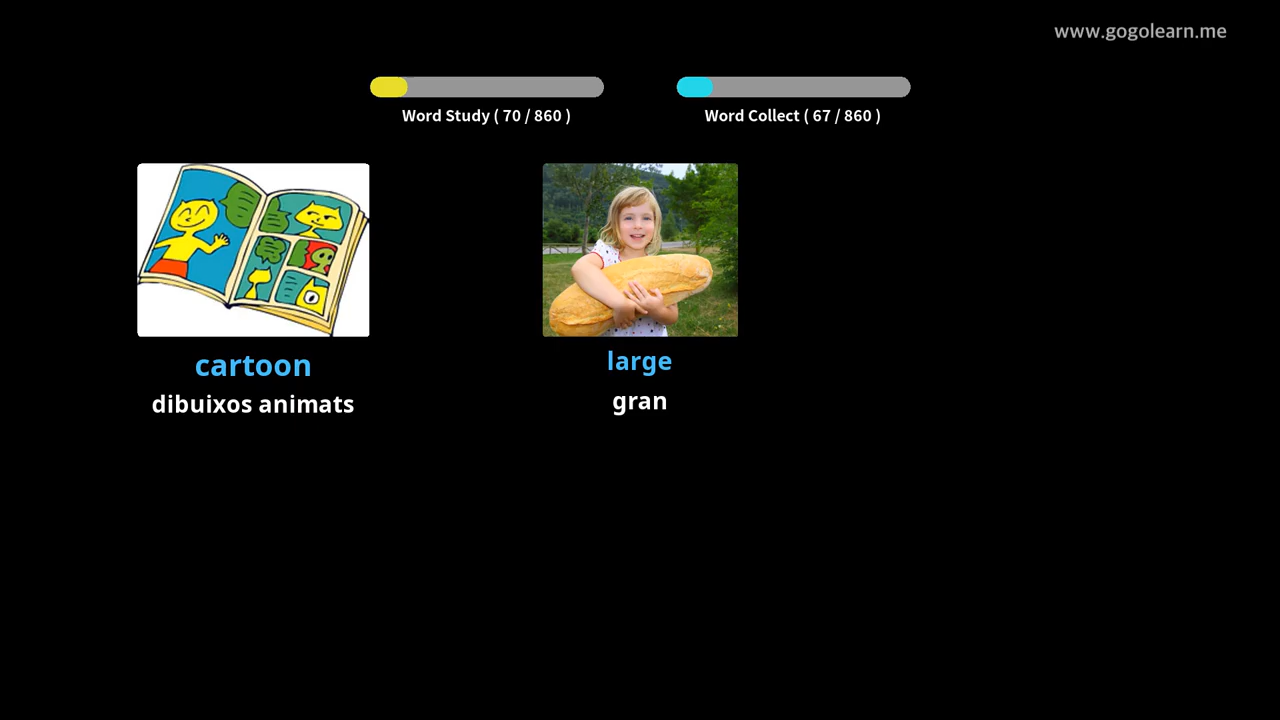 www.gogolearn.me
Word Study ( 70 / 860 )
Word Collect ( 67 / 860 )
cartoon
dibuixos animats
large
gran